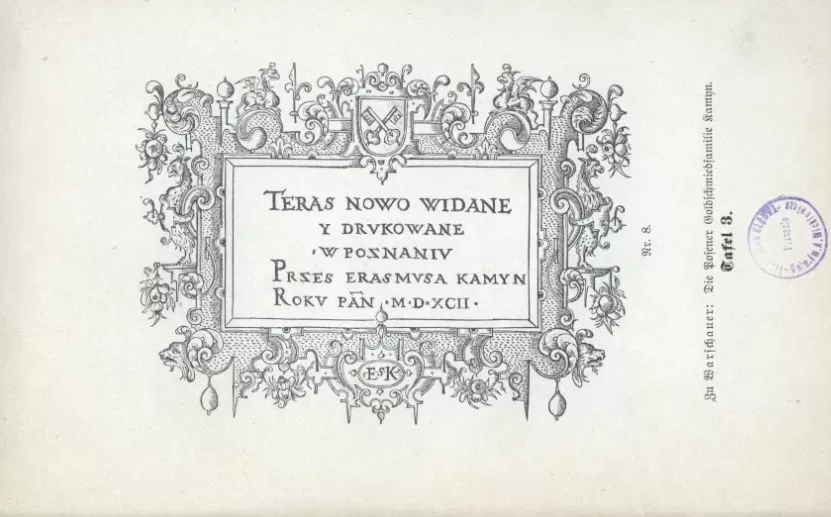 TERAS NOWO WIDANE
Y DRVKOWANE
·W POZNANIV
PRZES ERASMVSA KAMYN
ROKV PAN̄ ·M·D·XCII·
E S K
Nr. 8.
Zu Warschauer: Die Posener Goldschmiedfamilie Kamyn.
Tafel 3.